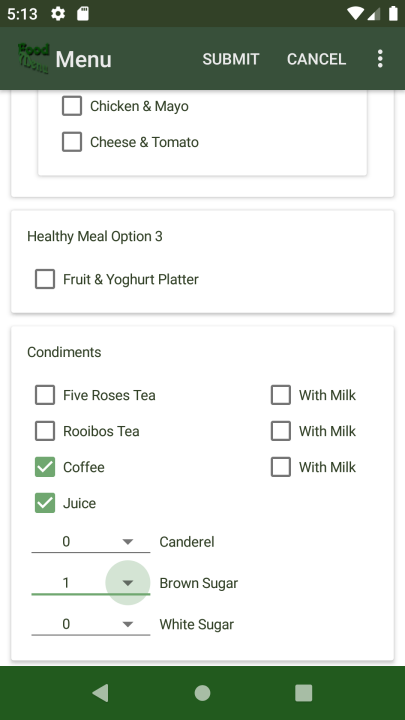 5:13
Food
Menu
Menu SUBMIT CANCEL
Chicken & Mayo
Cheese & Tomato
Healthy Meal Option 3
Fruit & Yoghurt Platter
Condiments
Five Roses Tea With Milk
Rooibos Tea With Milk
Coffee With Milk
Juice
0 Canderel
1 Brown Sugar
0 White Sugar